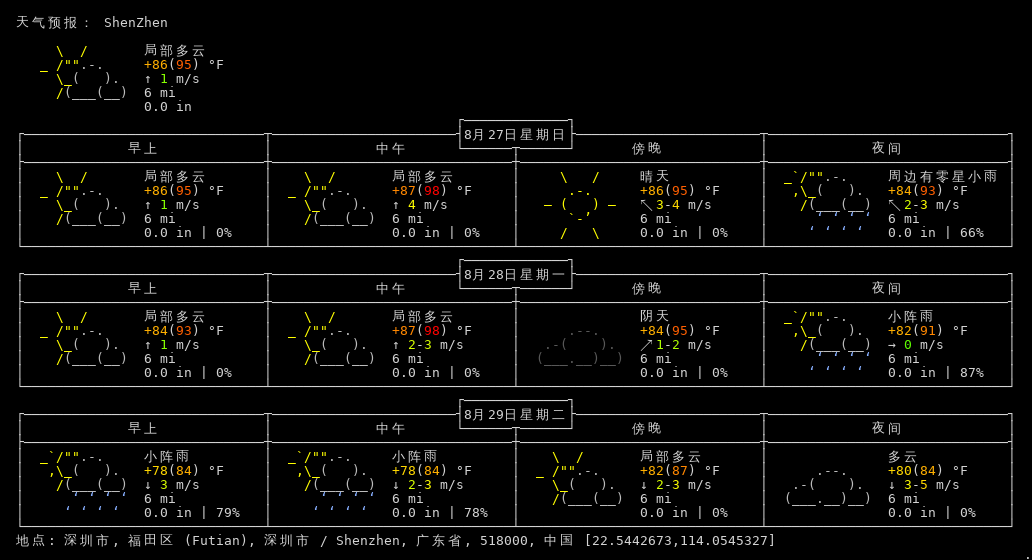 天气预报： ShenZhen
局部多云
+86(95) °F
↑ 1 m/s
6 mi
0.0 in
8月27日星期日
早上 中午 傍晚 夜间
局部多云 局部多云 晴天 周边有零星小雨
+86(95) °F +87(98) °F +86(95) °F +84(93) °F
↑ 1 m/s ↑ 4 m/s ↖ 3-4 m/s ↖ 2-3 m/s
6 mi 6 mi 6 mi 6 mi
0.0 in | 0% 0.0 in | 0% 0.0 in | 0% 0.0 in | 66%
8月28日星期一
早上 中午 傍晚 夜间
局部多云 局部多云 阴天 小阵雨
+84(93) °F +87(98) °F +84(95) °F +82(91) °F
↑ 1 m/s ↑ 2-3 m/s ↗ 1-2 m/s → 0 m/s
6 mi 6 mi 6 mi 6 mi
0.0 in | 0% 0.0 in | 0% 0.0 in | 0% 0.0 in | 87%
8月29日星期二
早上 中午 傍晚 夜间
小阵雨 小阵雨 局部多云 多云
+78(84) °F +78(84) °F +82(87) °F +80(84) °F
↓ 3 m/s ↓ 2-3 m/s ↓ 2-3 m/s ↓ 3-5 m/s
6 mi 6 mi 6 mi 6 mi
0.0 in | 79% 0.0 in | 78% 0.0 in | 0% 0.0 in | 0%
地点: 深圳市, 福田区 (Futian), 深圳市 / Shenzhen, 广东省, 518000, 中国 [22.5442673,114.0545327]